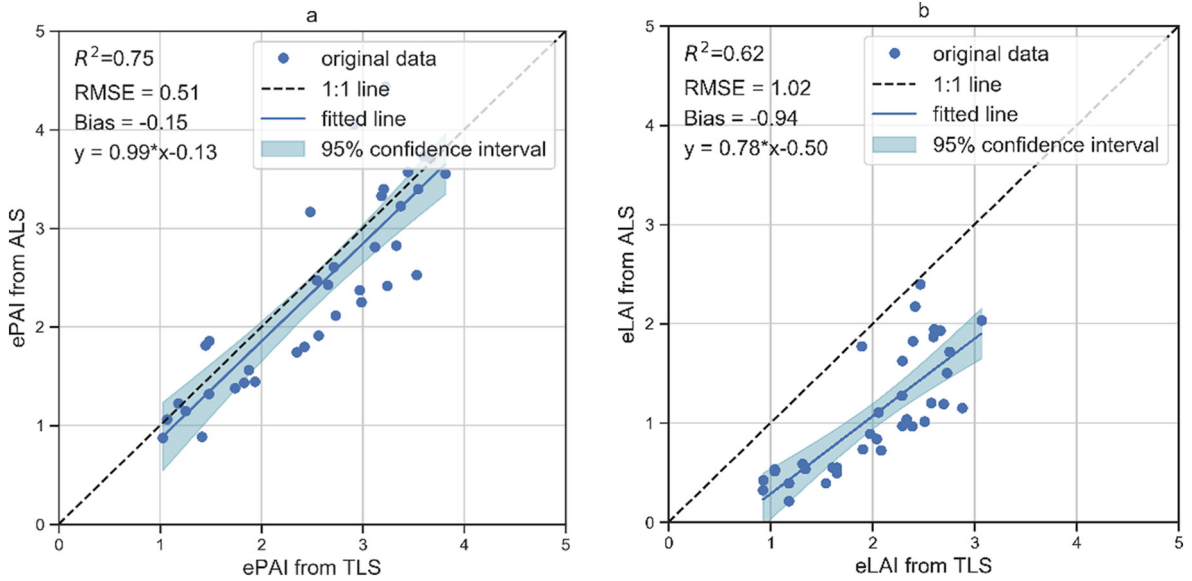 a
R²=0.75
RMSE = 0.51
Bias = -0.15
y = 0.99*x-0.13
original data
1:1 line
fitted line
95% confidence interval
5
4
3
2
1
0
0 1 2 3 4 5
ePAI from ALS
ePAI from TLS
b
R²=0.62
RMSE = 1.02
Bias = -0.94
y = 0.78*x-0.50
original data
1:1 line
fitted line
95% confidence interval
5
4
3
2
1
0
0 1 2 3 4 5
eLAI from ALS
eLAI from TLS